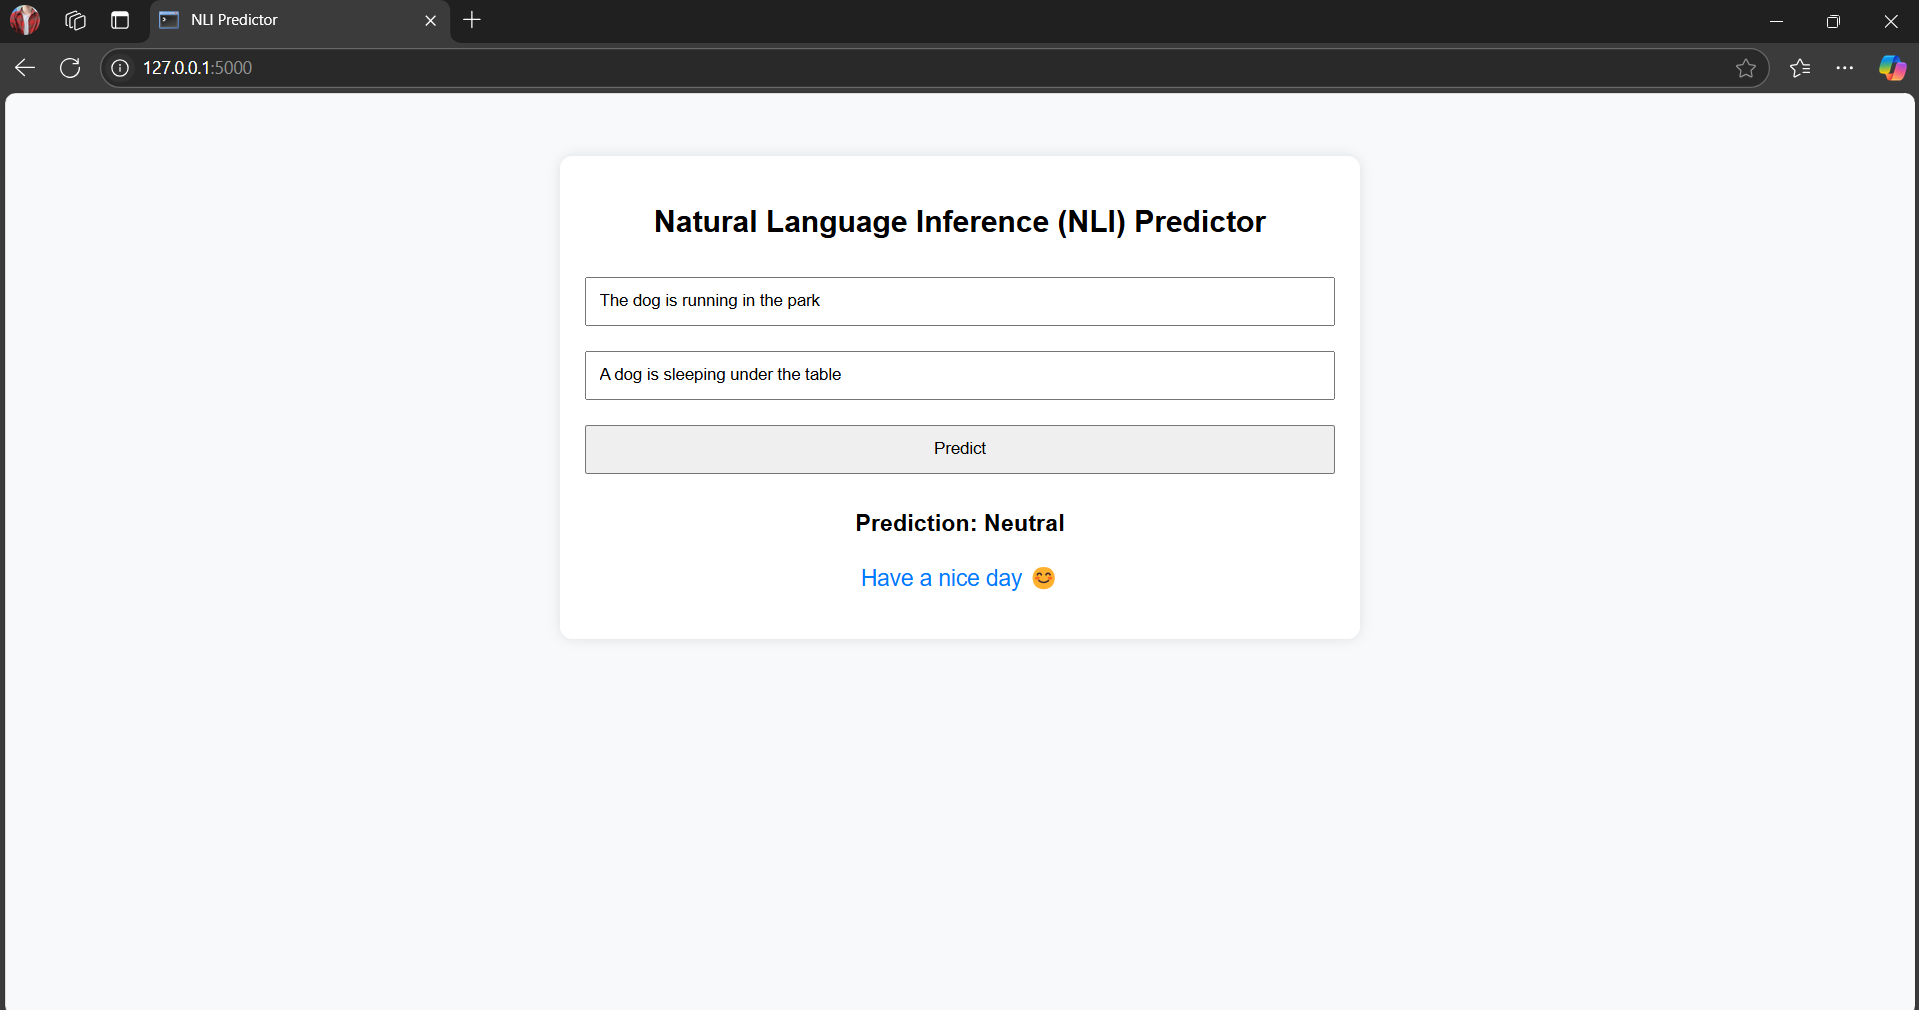 NLI Predictor
127.0.0.1:5000
Natural Language Inference (NLI) Predictor
The dog is running in the park
A dog is sleeping under the table
Predict
Prediction: Neutral
Have a nice day 😊